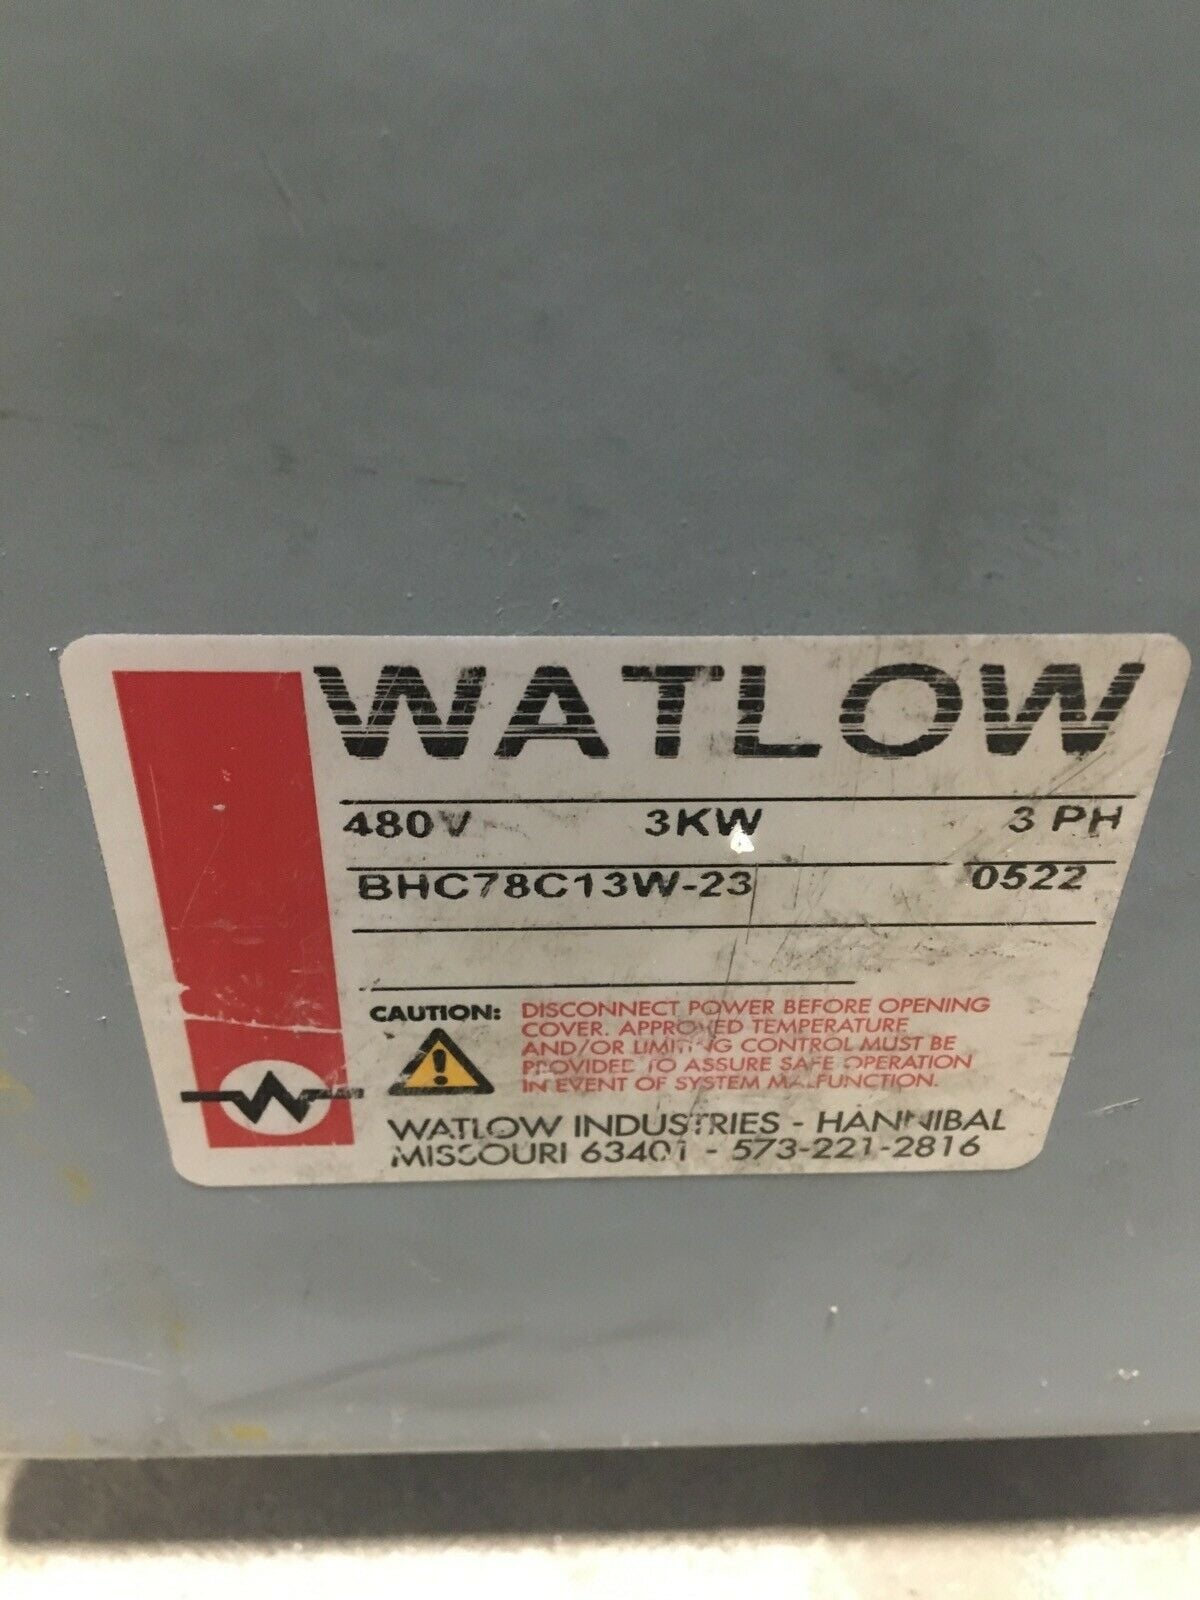 WATLOW
480V 3KW 3 PH
BHC78C13W-23 0522
CAUTION: DISCONNECT POWER BEFORE OPENING
COVER. APPROVED TEMPERATURE
AND/OR LIMITING CONTROL MUST BE
PROVIDED TO ASSURE SAFE OPERATION
IN EVENT OF SYSTEM MALFUNCTION.
WATLOW INDUSTRIES - HANNIBAL
MISSOURI 63401 - 573-221-2816